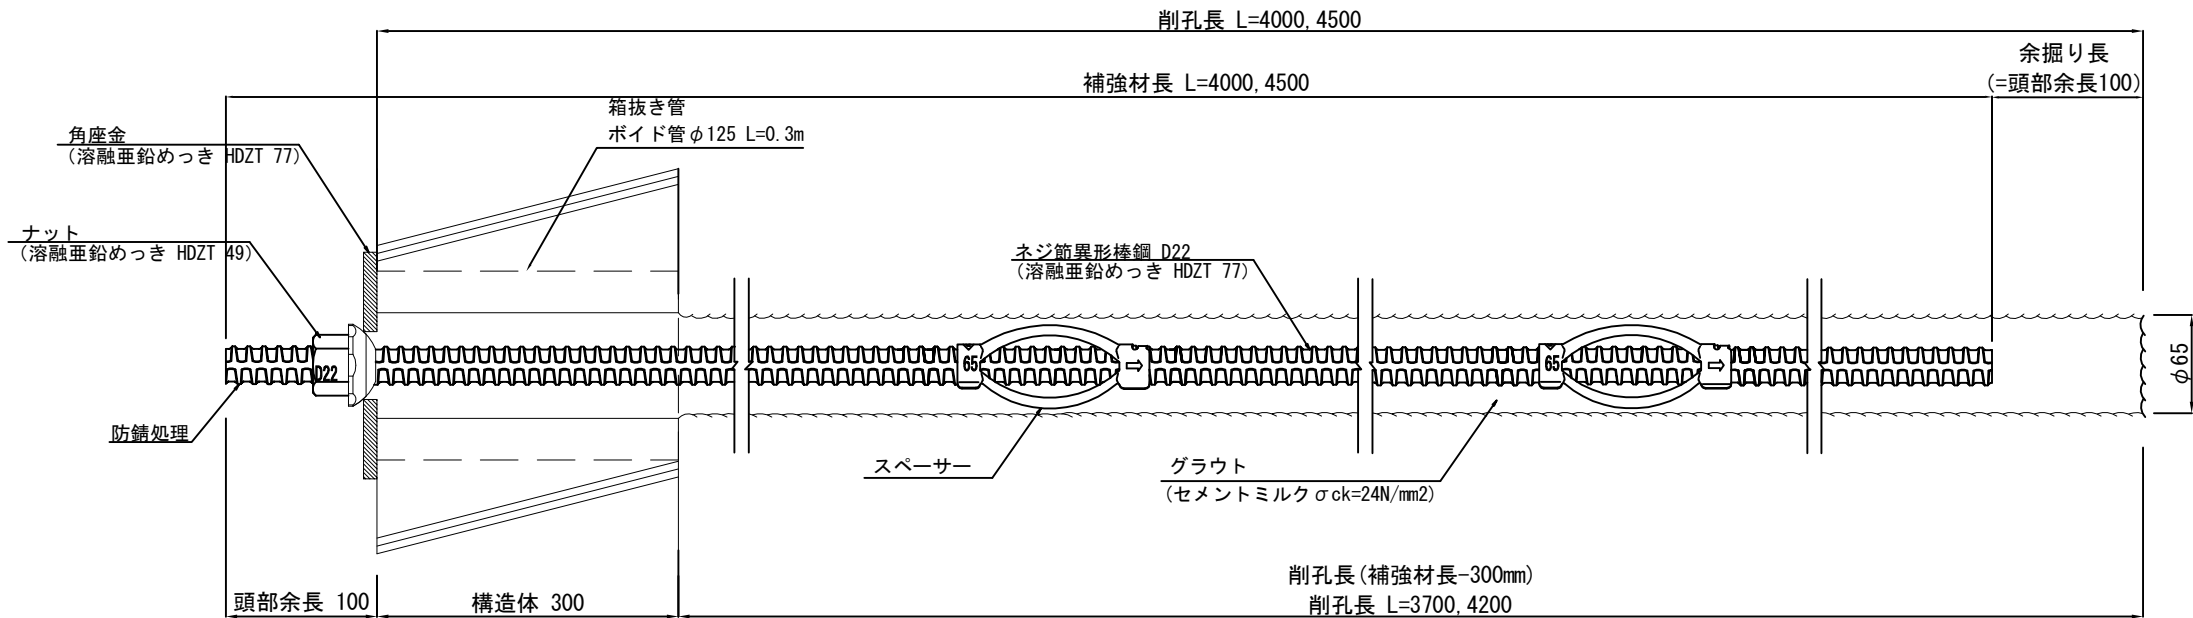 削孔長 L=4000,4500
余掘り長
(=頭部余長100)
補強材長 L=4000,4500
箱抜き管
ボイド管φ125 L=0.3m
角座金
(溶融亜鉛めっき HDZT 77)
ナット
(溶融亜鉛めっき HDZT 49)
ネジ節異形棒鋼 D22
(溶融亜鉛めっき HDZT 77)
D22
65
⇨
65
⇨
φ65
防錆処理
スペーサー
グラウト
(セメントミルクσck=24N/mm2)
削孔長(補強材長-300mm)
頭部余長 100
構造体 300
削孔長 L=3700,4200